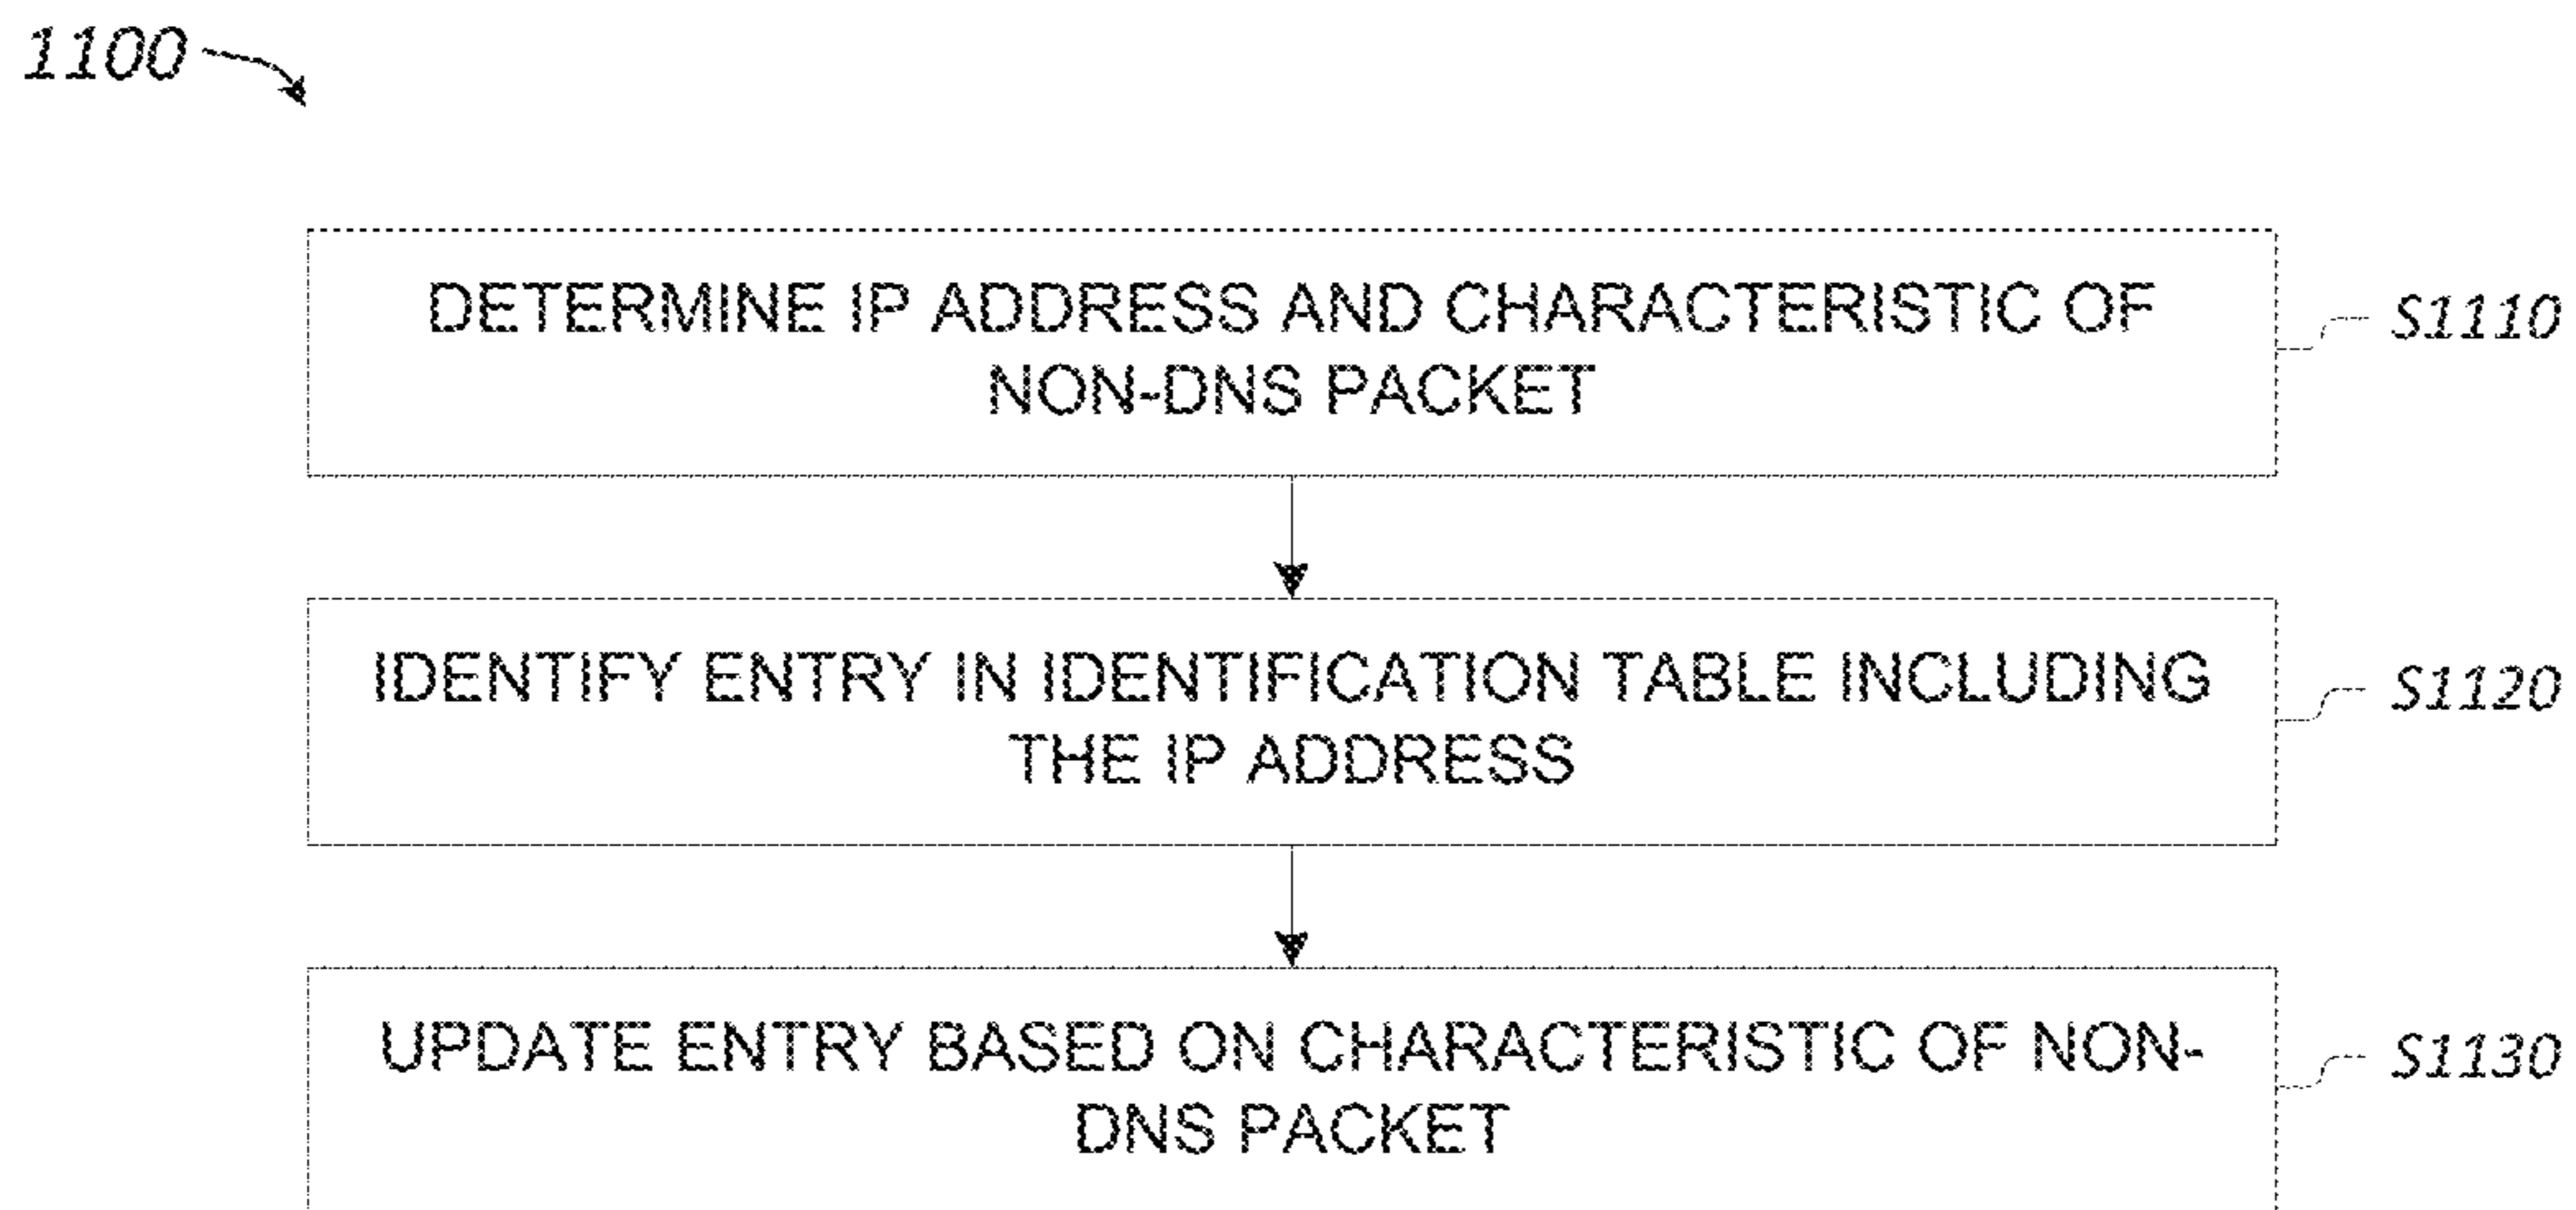 1100
DETERMINE IP ADDRESS AND CHARACTERISTIC OF
NON-DNS PACKET
S1110
IDENTIFY ENTRY IN IDENTIFICATION TABLE INCLUDING
THE IP ADDRESS
S1120
UPDATE ENTRY BASED ON CHARACTERISTIC OF NON-
DNS PACKET
S1130